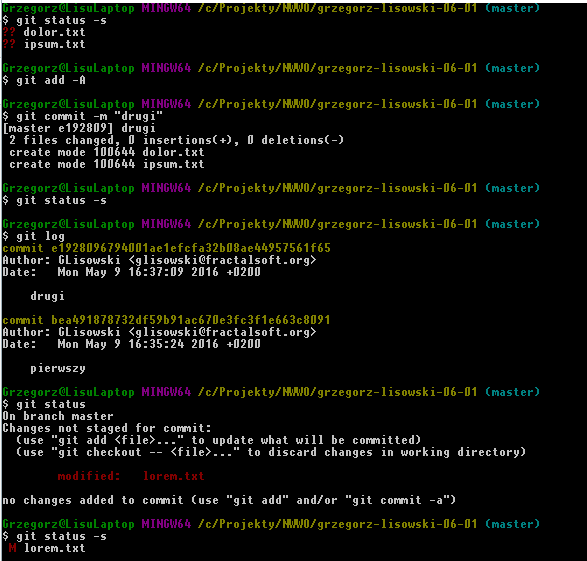 Grzegorz@LisuLaptop MINGW64 /c/Projekty/NWWO/grzegorz-lisowski-06-01 (master)
$ git status -s
?? dolor.txt
?? ipsum.txt
Grzegorz@LisuLaptop MINGW64 /c/Projekty/NWWO/grzegorz-lisowski-06-01 (master)
$ git add -A
Grzegorz@LisuLaptop MINGW64 /c/Projekty/NWWO/grzegorz-lisowski-06-01 (master)
$ git commit -m "drugi"
[master e192809] drugi
 2 files changed, 0 insertions(+), 0 deletions(-)
 create mode 100644 dolor.txt
 create mode 100644 ipsum.txt
Grzegorz@LisuLaptop MINGW64 /c/Projekty/NWWO/grzegorz-lisowski-06-01 (master)
$ git status -s
Grzegorz@LisuLaptop MINGW64 /c/Projekty/NWWO/grzegorz-lisowski-06-01 (master)
$ git log
commit e1928096794001ae1efcfa32b08ae44957561f65
Author: GLisowski <glisowski@fractalsoft.org>
Date:   Mon May 9 16:37:09 2016 +0200
    drugi
commit bea491878732df59b91ac670e3fc3f1e663c8091
Author: GLisowski <glisowski@fractalsoft.org>
Date:   Mon May 9 16:35:24 2016 +0200
    pierwszy
Grzegorz@LisuLaptop MINGW64 /c/Projekty/NWWO/grzegorz-lisowski-06-01 (master)
$ git status
On branch master
Changes not staged for commit:
  (use "git add <file>..." to update what will be committed)
  (use "git checkout -- <file>..." to discard changes in working directory)
        modified:   lorem.txt
no changes added to commit (use "git add" and/or "git commit -a")
Grzegorz@LisuLaptop MINGW64 /c/Projekty/NWWO/grzegorz-lisowski-06-01 (master)
$ git status -s
 M lorem.txt